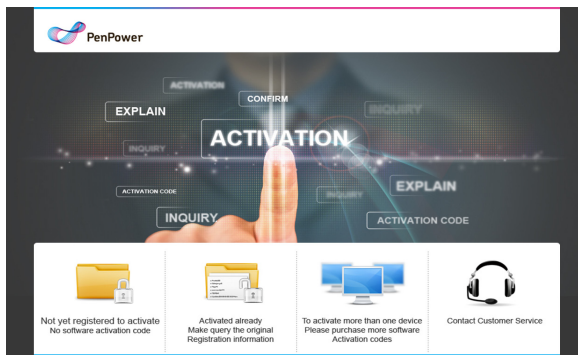 PenPower
ACTIVATION
CONFIRM
EXPLAIN
INQUIRY
ACTIVATION
INQUIRY
ACTIVATION CODE
INQUIRY
EXPLAIN
INQUIRY
ACTIVATION CODE
Not yet registered to activate
No software activation code
Activated already
Make query the original
Registration information
To activate more than one device
Please purchase more software
Activation codes
Contact Customer Service